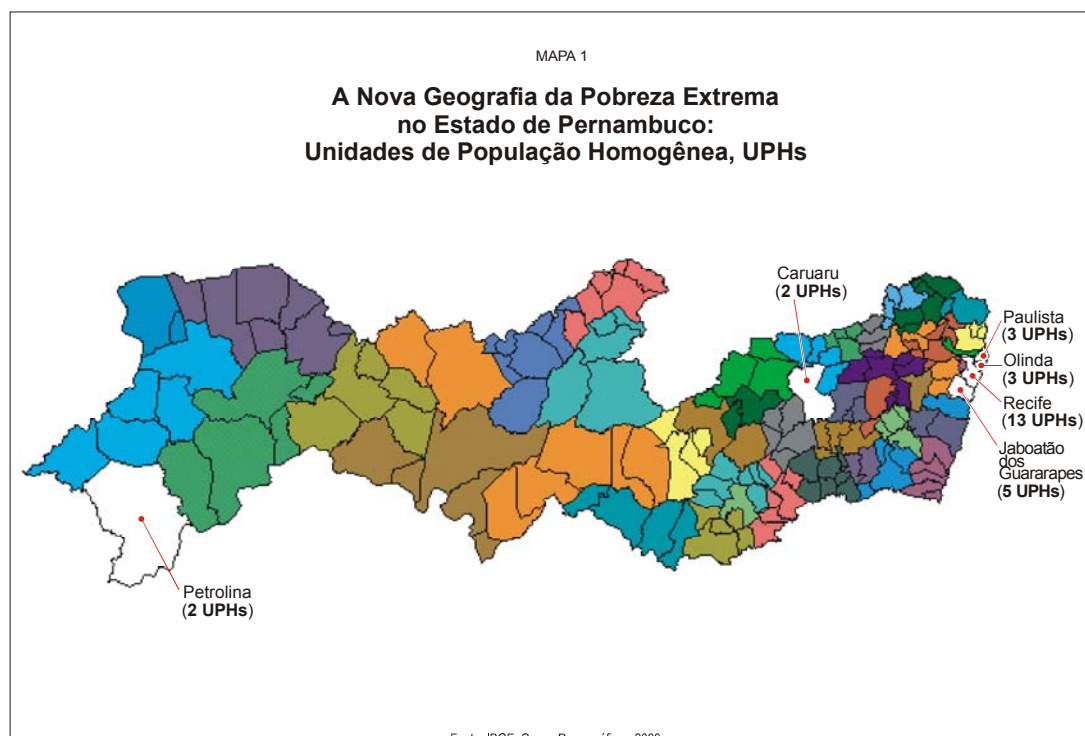 MAPA 1
A Nova Geografia da Pobreza Extrema
no Estado de Pernambuco:
Unidades de População Homogênea, UPHs
Caruaru
(2 UPHs)
Paulista
(3 UPHs)
Olinda
(3 UPHs)
Recife
(13 UPHs)
Jaboatão
dos
Guararapes
(5 UPHs)
Petrolina
(2 UPHs)